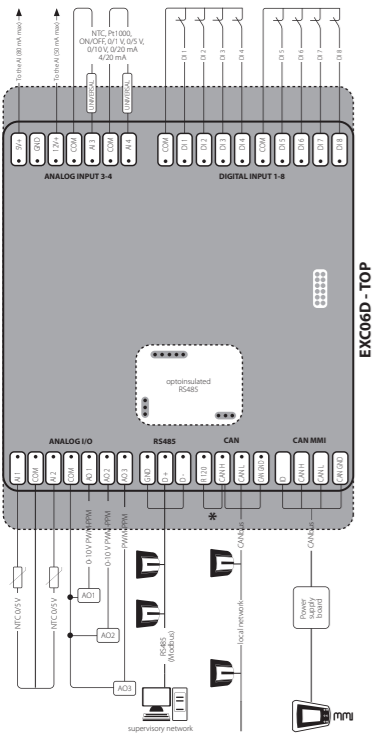 To the Ai (80 mA max)
To the Ai (50 mA max)
NTC, Pt1000,
ON/OFF, 0/1 V, 0/5 V,
0/10 V, 0/20 mA
4/20 mA
UNIVERSAL
UNIVERSAL
DI 1
DI 2
DI 3
DI 4
DI 5
DI 6
DI 7
DI 8
5V+
GND
12V+
COM
AI 3
COM
AI 4
COM
DI 1
DI 2
DI 3
DI 4
COM
DI 5
DI 6
DI 7
DI 8
ANALOG INPUT 3-4
DIGITAL INPUT 1-8
optoinsulated
RS485
EXC06D - TOP
ANALOG I/O
RS485
CAN
CAN MMI
AI 1
COM
AI 2
COM
AO 1
AO 2
AO 3
GND
D +
D -
R 120
CAN H
CAN L
CAN GND
ID
CAN H
CAN L
CAN GND
*
NTC 0/5 V
NTC 0/5 V
0-10 V PWM-PPM
0-10 V PWM-PPM
PWM-PPM
AO1
AO2
AO3
RS485
(Modbus)
supervisory network
CANbus
local network
CANbus
Power
supply
board
MMI